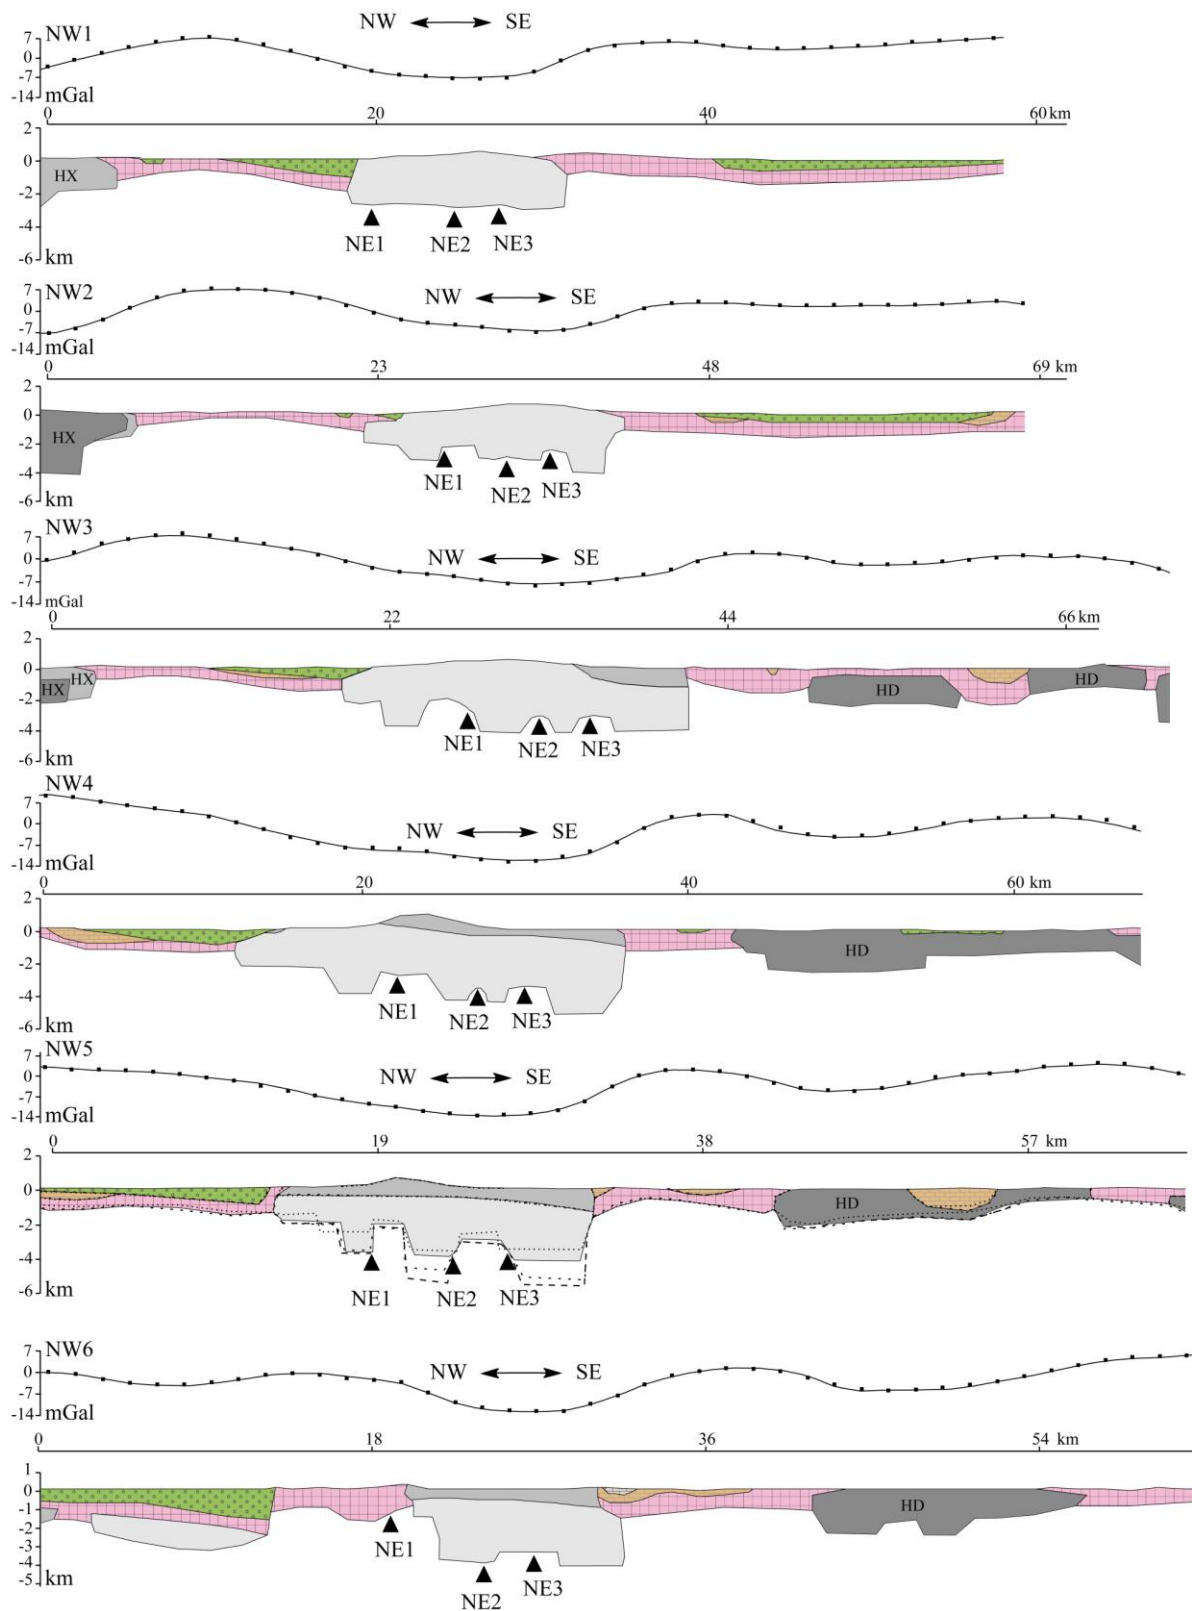 NW1
NW SE
7
0
-7
-14 mGal
0 20 40 60 km
2
0
HX
-2
-4
NE1 NE2 NE3
-6 km
NW2
7
NW SE
0
-7
-14 mGal
0 23 48 69 km
2
0
HX
-2
-4
NE1 NE2 NE3
-6 km
NW3
7
NW SE
0
-7
-14 mGal
0 22 44 66 km
2
0
HX HX HD HD
-2
-4
NE1 NE2 NE3
-6 km
NW4
7
0
NW SE
-7
-14 mGal
0 20 40 60 km
2
0
HD
-2
-4
NE1 NE2 NE3
-6 km
NW5
7
0
NW SE
-7
-14 mGal
0 19 38 57 km
2
0
HD
-2
-4
NE1 NE2 NE3
-6 km
NW6
7
0
NW SE
-7
-14 mGal
0 18 36 54 km
1
0
HD
-1
-2
NE1
-3
-4
NE2 NE3
-5 km